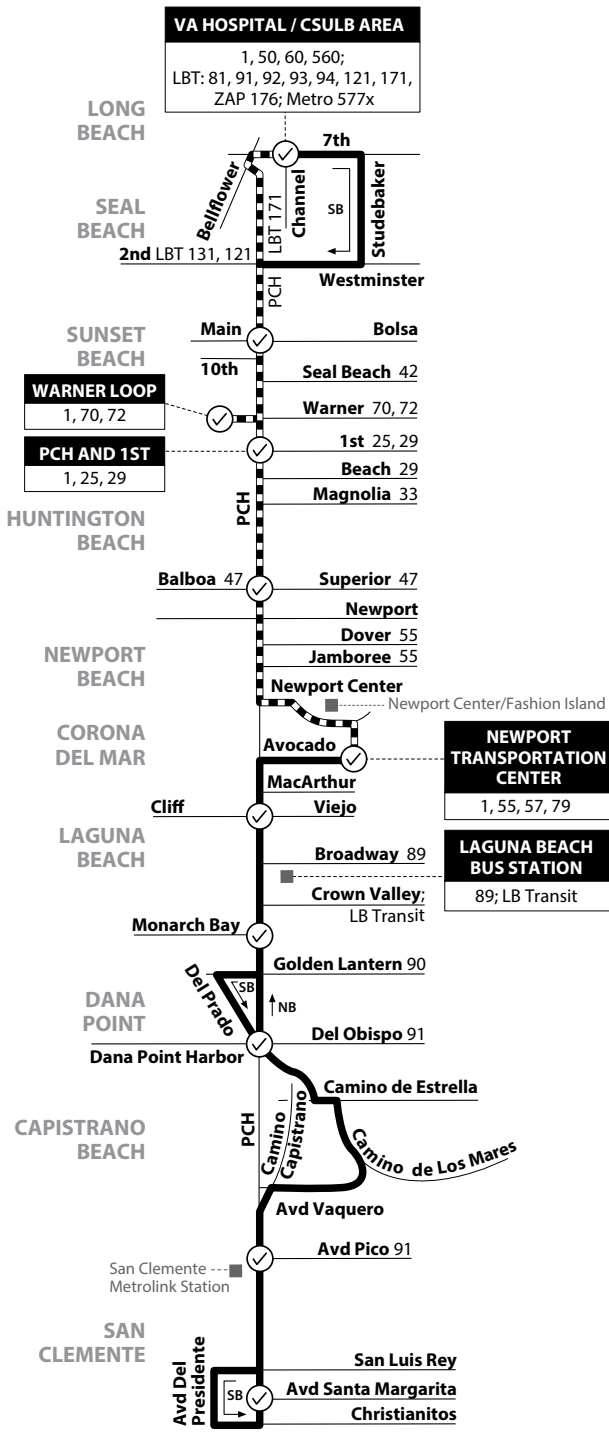 VA HOSPITAL / CSULB AREA
1, 50, 60, 560;
LBT: 81, 91, 92, 93, 94, 121, 171,
ZAP 176; Metro 577x
LONG
BEACH
7th
Bellflower
LBT 171
Channel
SB
Studebaker
SEAL
BEACH
2nd LBT 131, 121
Westminster
PCH
SUNSET
BEACH
Main
Bolsa
10th
Seal Beach 42
WARNER LOOP
1, 70, 72
Warner 70, 72
PCH AND 1ST
1, 25, 29
1st 25, 29
Beach 29
Magnolia 33
PCH
HUNTINGTON
BEACH
Balboa 47
Superior 47
Newport
Dover 55
Jamboree 55
NEWPORT
BEACH
Newport Center
Newport Center/Fashion Island
CORONA
DEL MAR
Avocado
NEWPORT
TRANSPORTATION
CENTER
1, 55, 57, 79
MacArthur
Cliff
Viejo
LAGUNA
BEACH
Broadway 89
LAGUNA BEACH
BUS STATION
89; LB Transit
Crown Valley;
LB Transit
Monarch Bay
Golden Lantern 90
Del Prado
SB
NB
DANA
POINT
Del Obispo 91
Dana Point Harbor
Camino de Estrella
PCH
Camino
Capistrano
CAPISTRANO
BEACH
Camino de Los Mares
Avd Vaquero
Avd Pico 91
San Clemente
Metrolink Station
SAN
CLEMENTE
San Luis Rey
Avd Del
Presidente
SB
Avd Santa Margarita
Christianitos